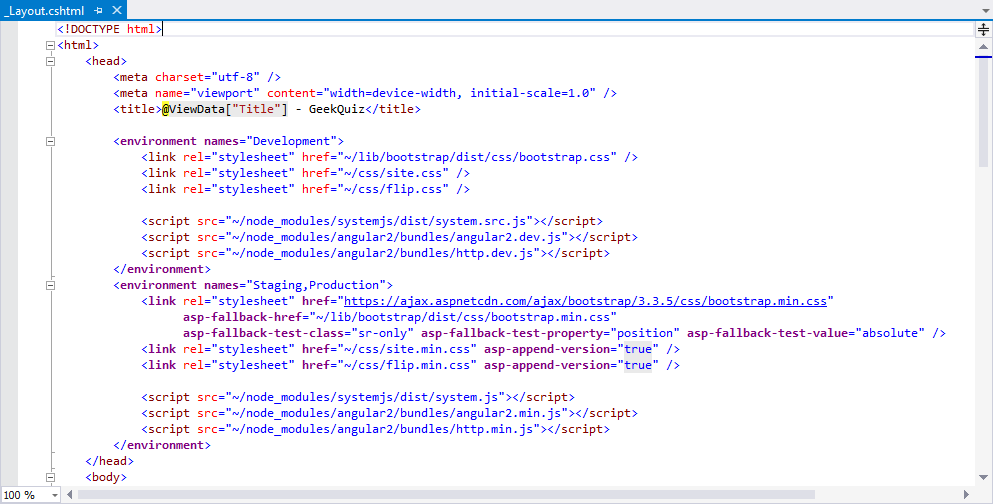 _Layout.cshtml
<!DOCTYPE html>
<html>
<head>
<meta charset="utf-8" />
<meta name="viewport" content="width=device-width, initial-scale=1.0" />
<title>@ViewData["Title"] - GeekQuiz</title>
<environment names="Development">
<link rel="stylesheet" href="~/lib/bootstrap/dist/css/bootstrap.css" />
<link rel="stylesheet" href="~/css/site.css" />
<link rel="stylesheet" href="~/css/flip.css" />
<script src="~/node_modules/systemjs/dist/system.src.js"></script>
<script src="~/node_modules/angular2/bundles/angular2.dev.js"></script>
<script src="~/node_modules/angular2/bundles/http.dev.js"></script>
</environment>
<environment names="Staging,Production">
<link rel="stylesheet" href="https://ajax.aspnetcdn.com/ajax/bootstrap/3.3.5/css/bootstrap.min.css"
asp-fallback-href="~/lib/bootstrap/dist/css/bootstrap.min.css"
asp-fallback-test-class="sr-only" asp-fallback-test-property="position" asp-fallback-test-value="absolute" />
<link rel="stylesheet" href="~/css/site.min.css" asp-append-version="true" />
<link rel="stylesheet" href="~/css/flip.min.css" asp-append-version="true" />
<script src="~/node_modules/systemjs/dist/system.js"></script>
<script src="~/node_modules/angular2/bundles/angular2.min.js"></script>
<script src="~/node_modules/angular2/bundles/http.min.js"></script>
</environment>
</head>
<body>
100 %